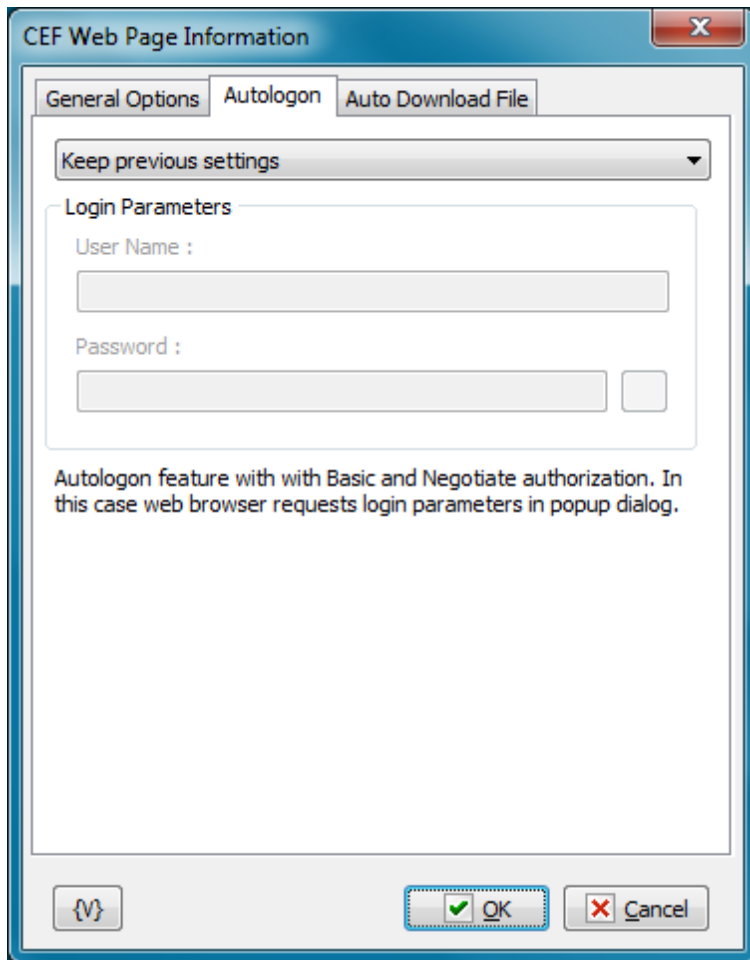 CEF Web Page Information
General Options Autologon Auto Download File
Keep previous settings
Login Parameters
User Name :
Password :
Autologon feature with with Basic and Negotiate authorization. In
this case web browser requests login parameters in popup dialog.
{V} OK Cancel